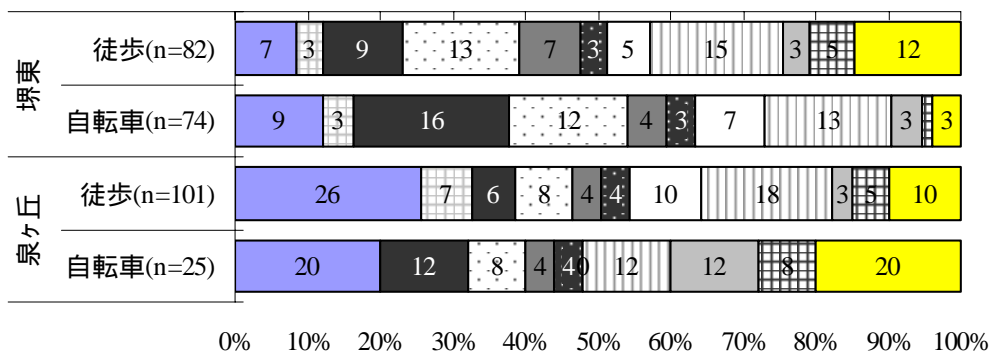 堺東
徒歩(n=82)
7 3 9 13 7 3 5 15 3 5 12
自転車(n=74)
9 3 16 12 4 3 7 13 3 3
泉ヶ丘
徒歩(n=101)
26 7 6 8 4 4 10 18 3 5 10
自転車(n=25)
20 12 8 4 4 0 12 12 8 20
0% 10% 20% 30% 40% 50% 60% 70% 80% 90% 100%